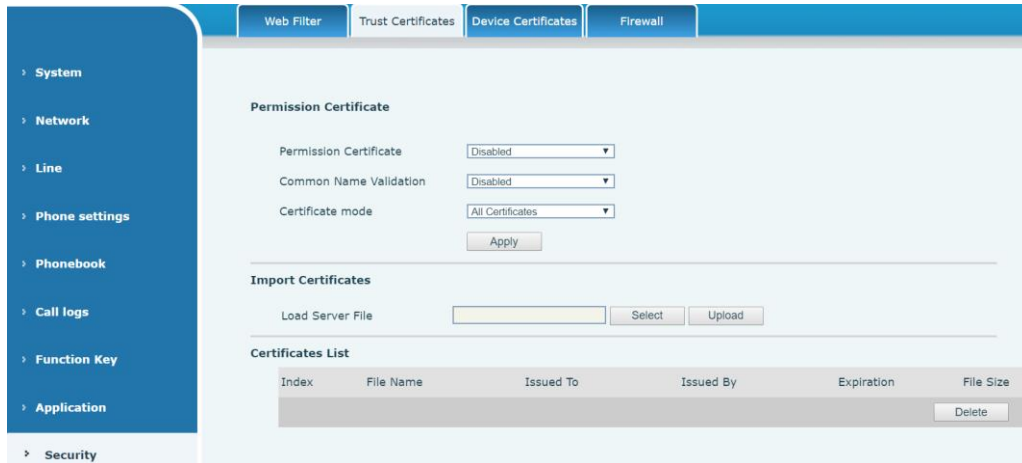 Web Filter Trust Certificates Device Certificates Firewall
System
Network
Line
Phone settings
Phonebook
Call logs
Function Key
Application
Security
Permission Certificate
Permission Certificate Disabled
Common Name Validation Disabled
Certificate mode All Certificates
Apply
Import Certificates
Load Server File Select Upload
Certificates List
Index File Name Issued To Issued By Expiration File Size
Delete